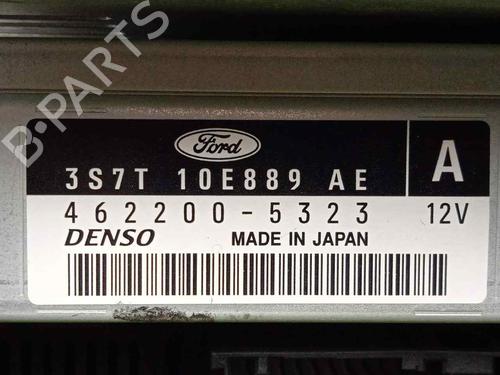 B·PARTS
Ford
A
3S7T 10E889 AE
462200-5323 12V
DENSO MADE IN JAPAN